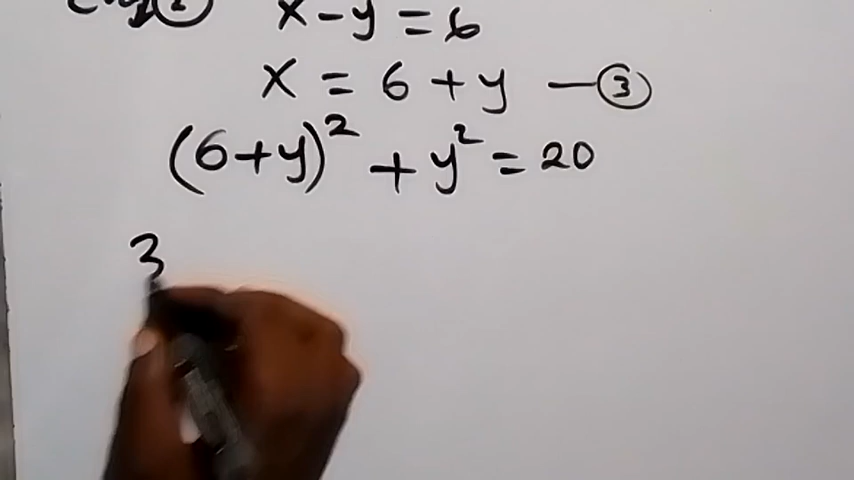 x - y = 6
x = 6 + y — ③
(6+y)² + y² = 20
3